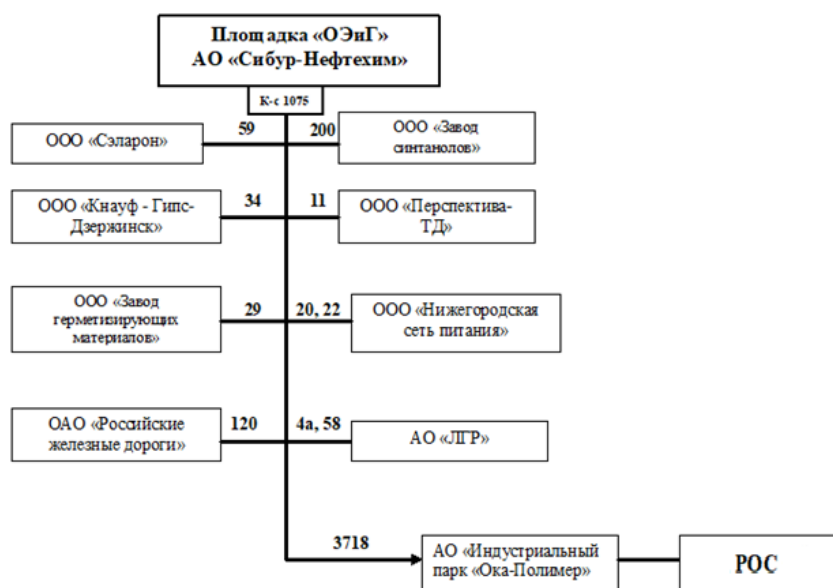 Площадка «ОЭиГ»
АО «Сибур-Нефтехим»
К-с 1075
ООО «Сэларон»
59
200
ООО «Завод
синтанолов»
ООО «Кнауф - Гипс-
Дзержинск»
34
11
ООО «Перспектива-
ТД»
ООО «Завод
герметизирующих
материалов»
29
20, 22
ООО «Нижегородская
сеть питания»
ОАО «Российские
железные дороги»
120
4а, 58
АО «ЛГР»
3718
АО «Индустриальный
парк «Ока-Полимер»
РОС